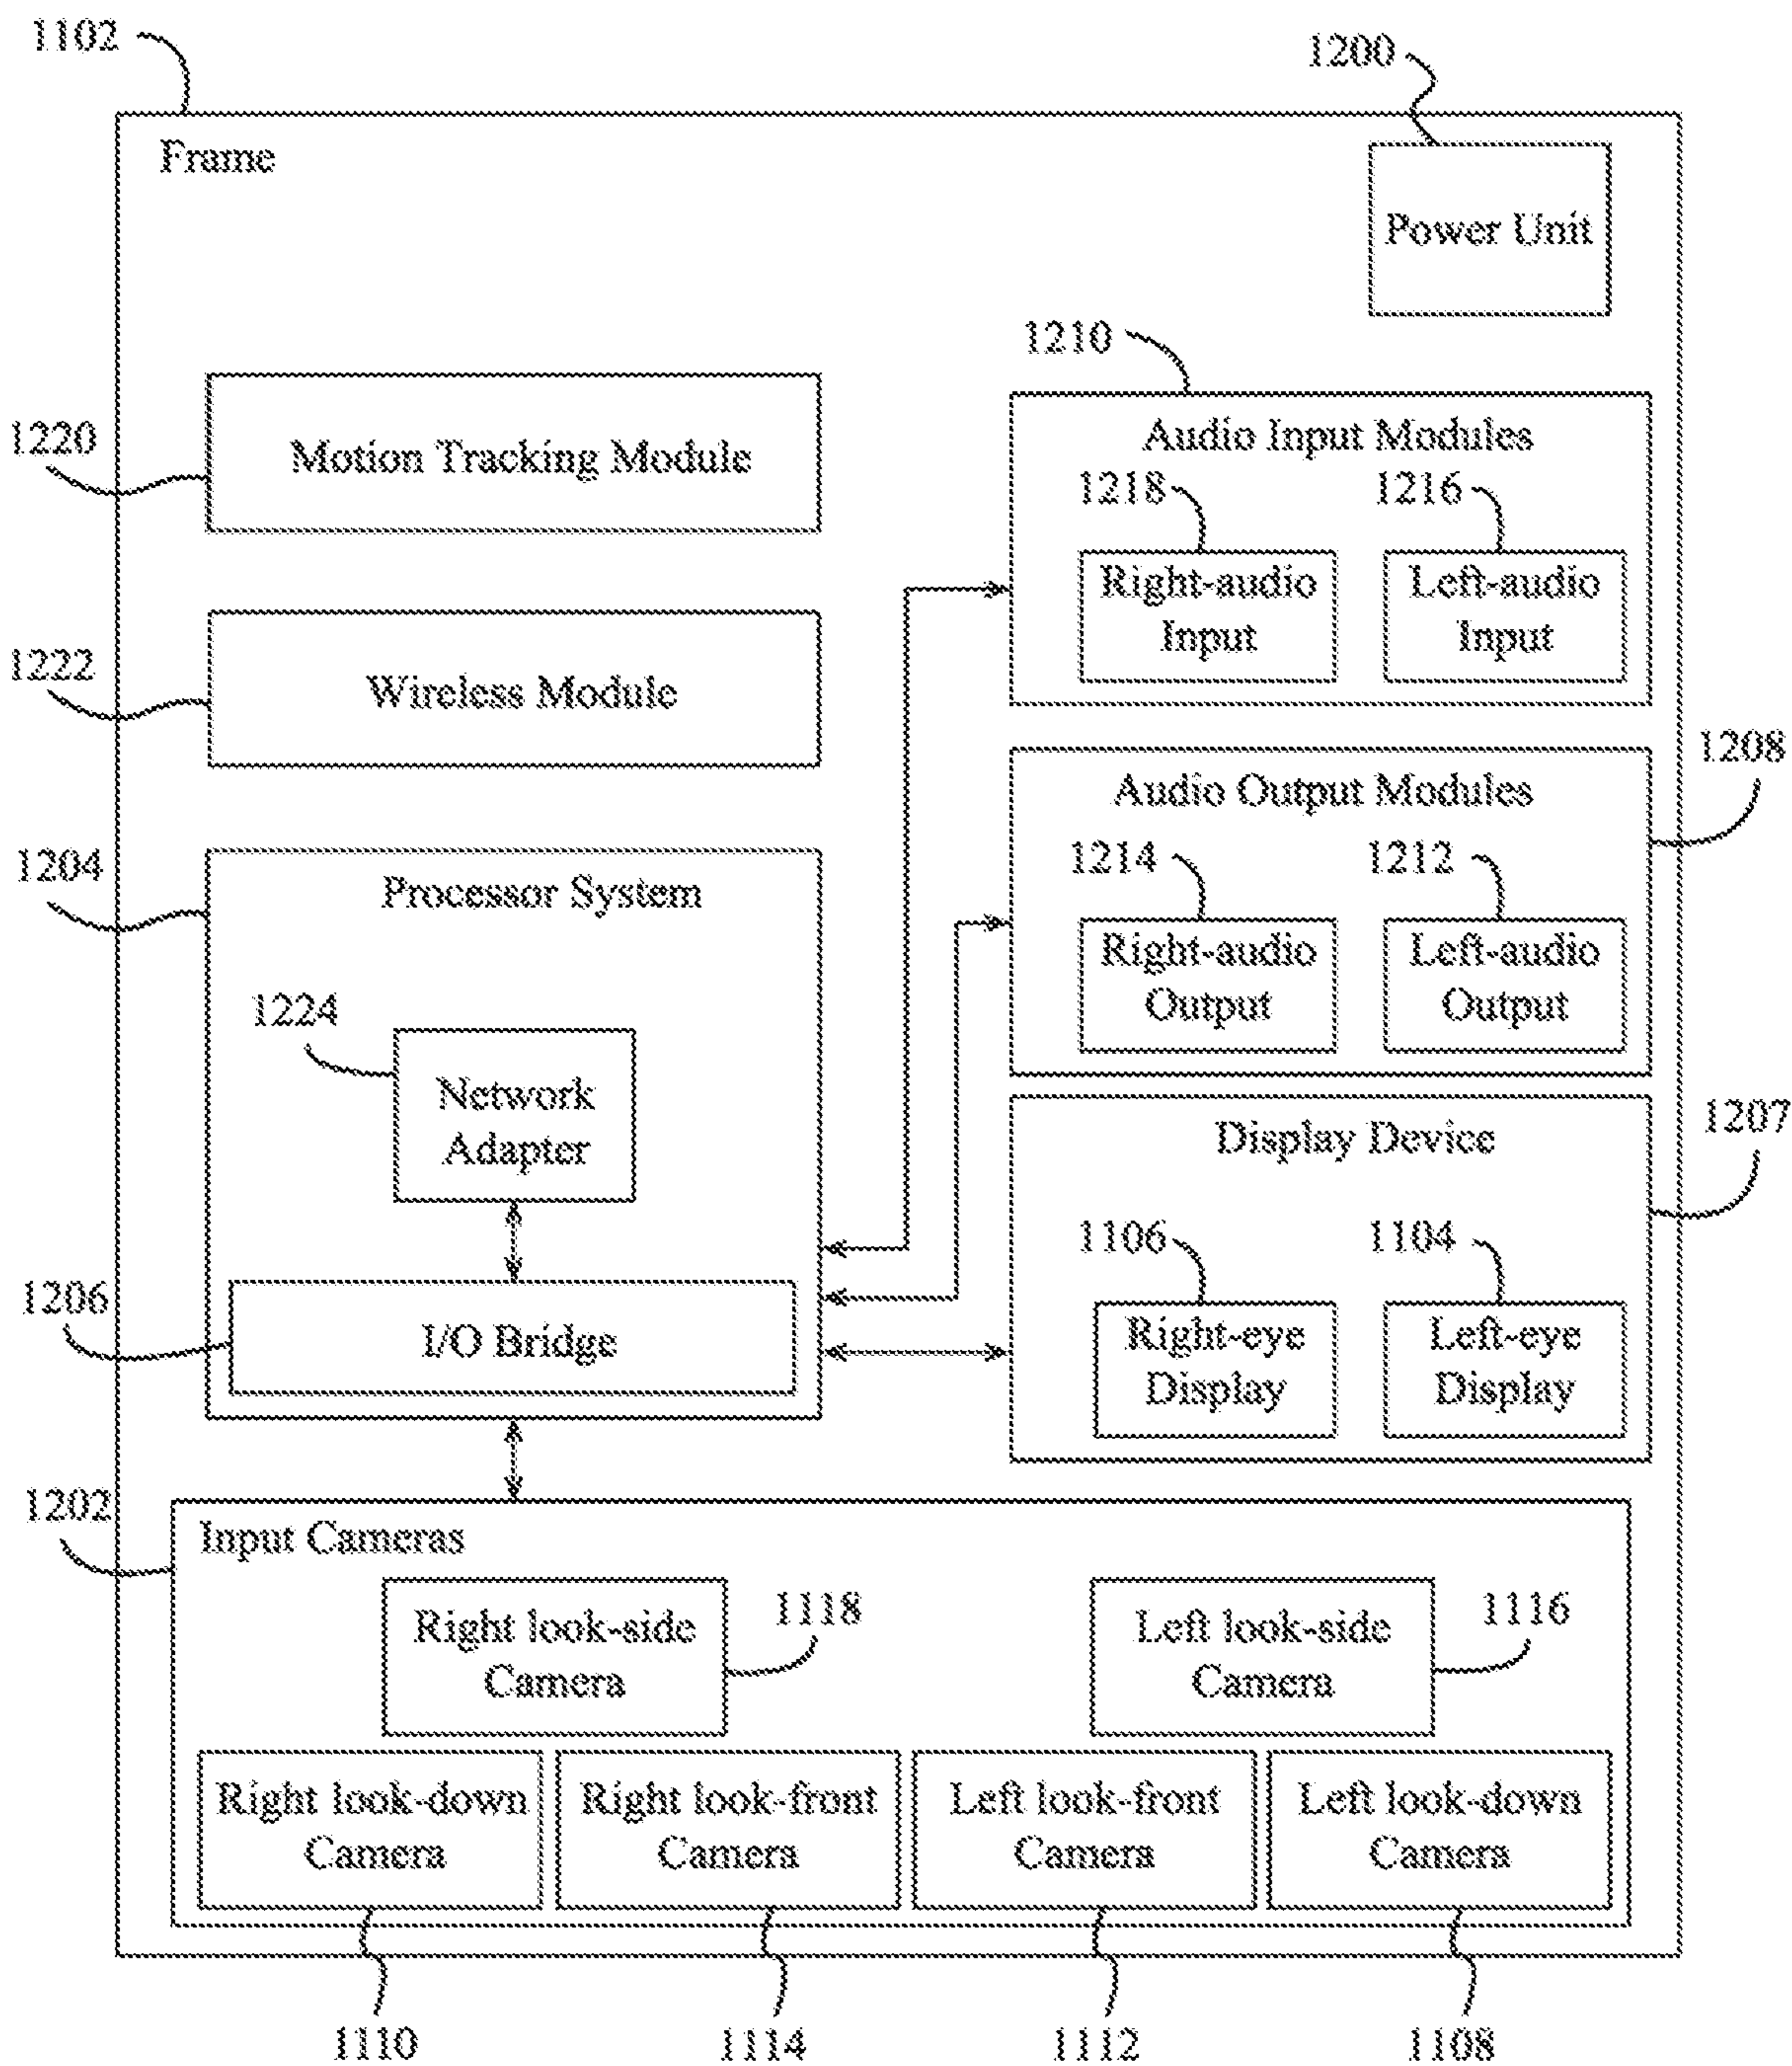 1102
1200
Frame
Power Unit
1210
1220
Motion Tracking Module
Audio Input Modules
1218
1216
Right-audio
Input
Left-audio
Input
1222
Wireless Module
1208
Audio Output Modules
1214
1212
Right-audio
Output
Left-audio
Output
1204
Processor System
1224
Network
Adapter
1207
Display Device
1106
1104
Right-eye
Display
Left-eye
Display
1206
I/O Bridge
1202
Input Cameras
Right look-side
Camera
1118
Left look-side
Camera
1116
Right look-down
Camera
Right look-front
Camera
Left look-front
Camera
Left look-down
Camera
1110
1114
1112
1108